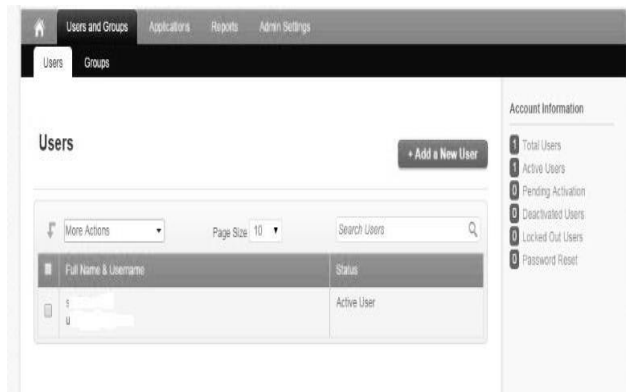 Users and Groups Applications Reports Admin Settings
Users Groups
Users
+ Add a New User
More Actions Page Size 10 Search Users
Full Name & Username Status
s Active User
u
Account Information
1 Total Users
1 Active Users
0 Pending Activation
0 Deactivated Users
0 Locked Out Users
0 Password Reset